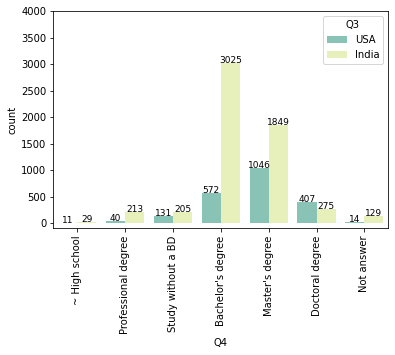 4000
3500
3000
2500
2000
1500
1000
500
0
count
Q3
USA
India
11
29
40
213
131
205
572
3025
1046
1849
407
275
14
129
~ High school
Professional degree
Study without a BD
Bachelor's degree
Master's degree
Doctoral degree
Not answer
Q4